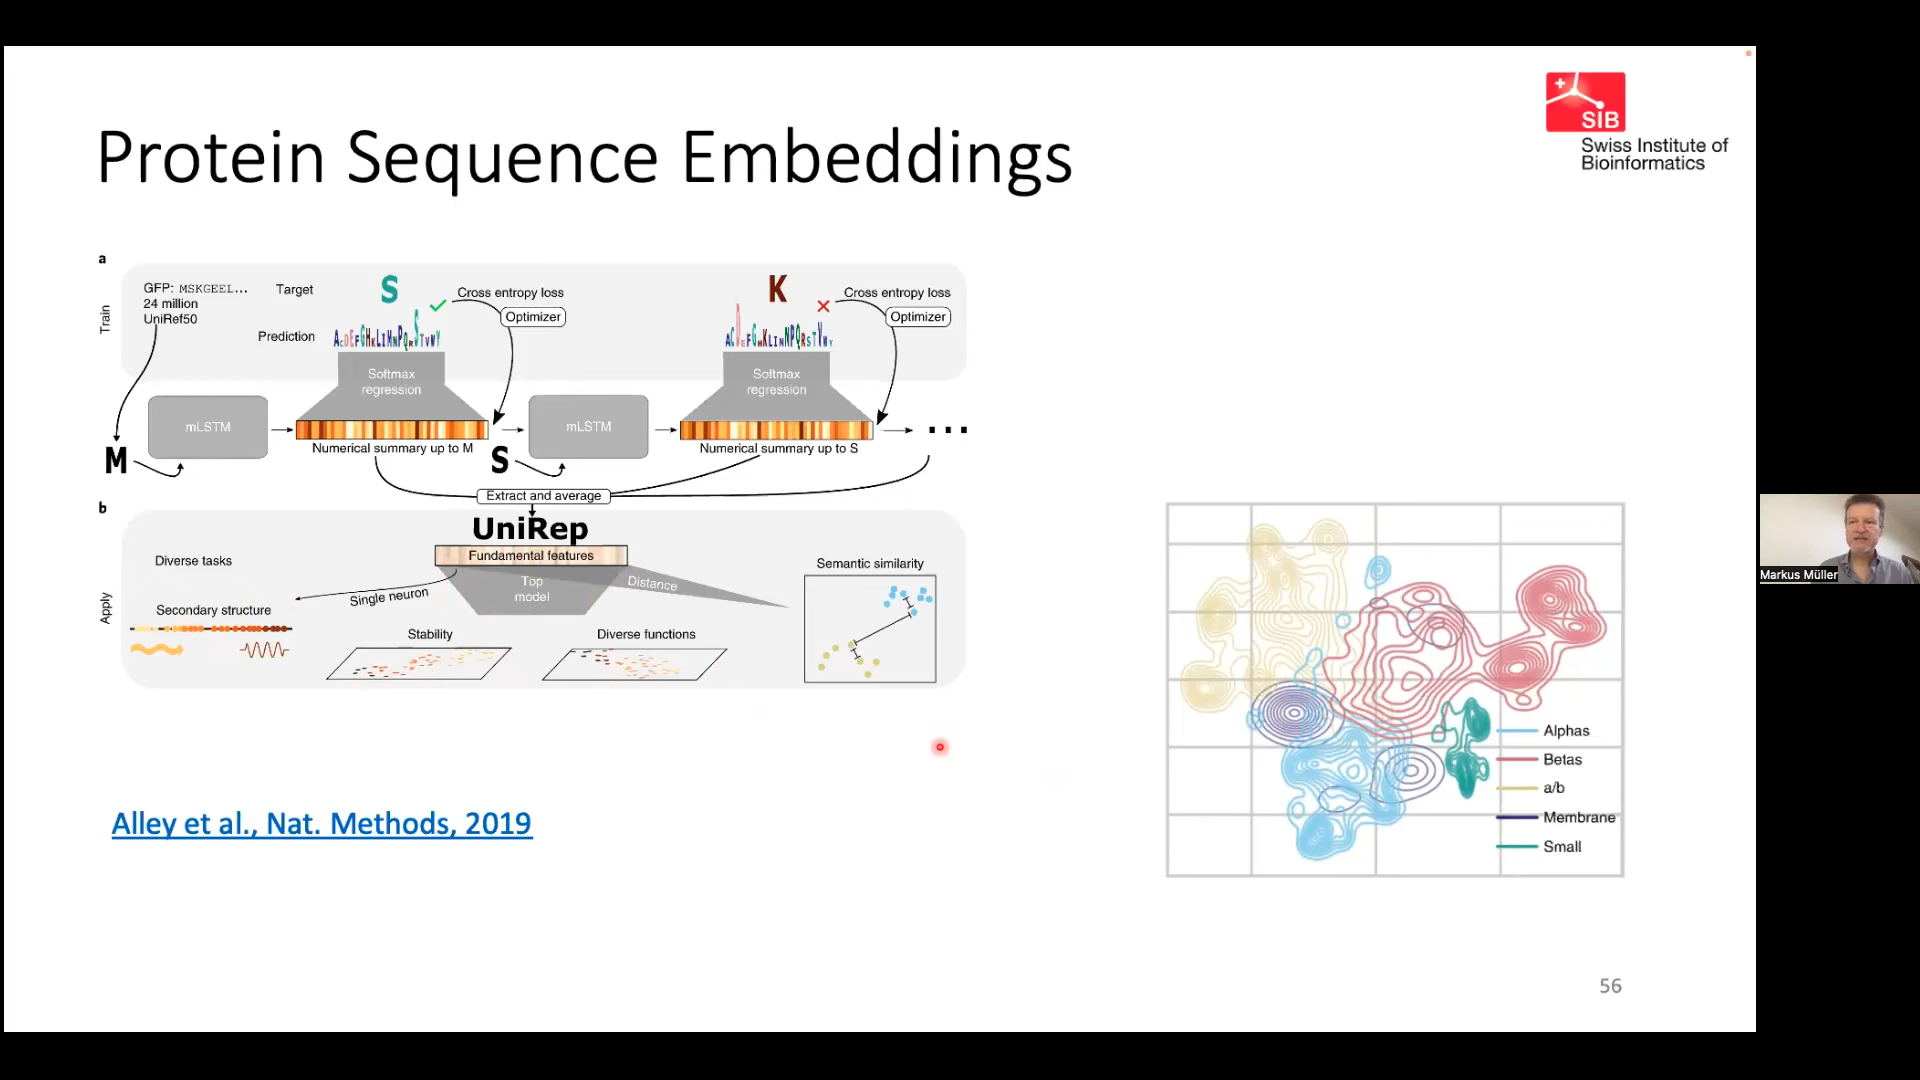 SIB
Swiss Institute of
Bioinformatics
Protein Sequence Embeddings
a
Train
GFP: MSKGEEL...
24 million
UniRef50
Target
S
Cross entropy loss
Optimizer
Prediction
Softmax
regression
K
Cross entropy loss
Optimizer
Softmax
regression
M
mLSTM
Numerical summary up to M
S
mLSTM
Numerical summary up to S
...
Extract and average
b
Apply
UniRep
Fundamental features
Diverse tasks
Top
model
Distance
Single neuron
Semantic similarity
Secondary structure
Stability
Diverse functions
Alphas
Betas
a/b
Membrane
Small
Alley et al., Nat. Methods, 2019
56
Markus Müller